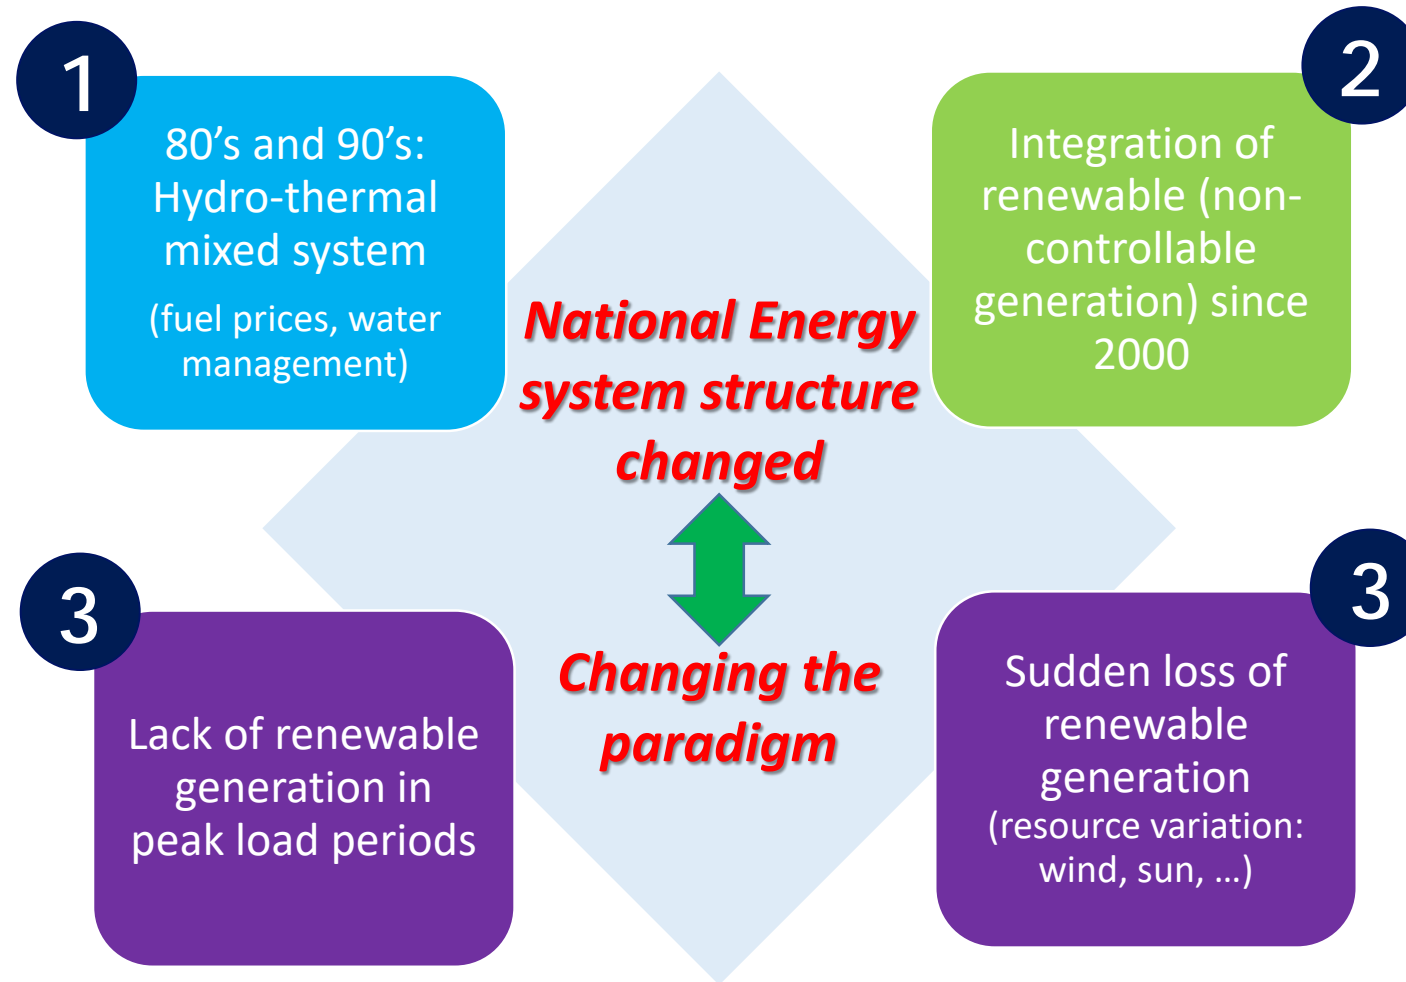 1
80’s and 90’s:
Hydro-thermal
mixed system
(fuel prices, water
management)
2
Integration of
renewable (non-
controllable
generation) since
2000
National Energy
system structure
changed
Changing the
paradigm
3
Lack of renewable
generation in
peak load periods
3
Sudden loss of
renewable
generation
(resource variation:
wind, sun, …)